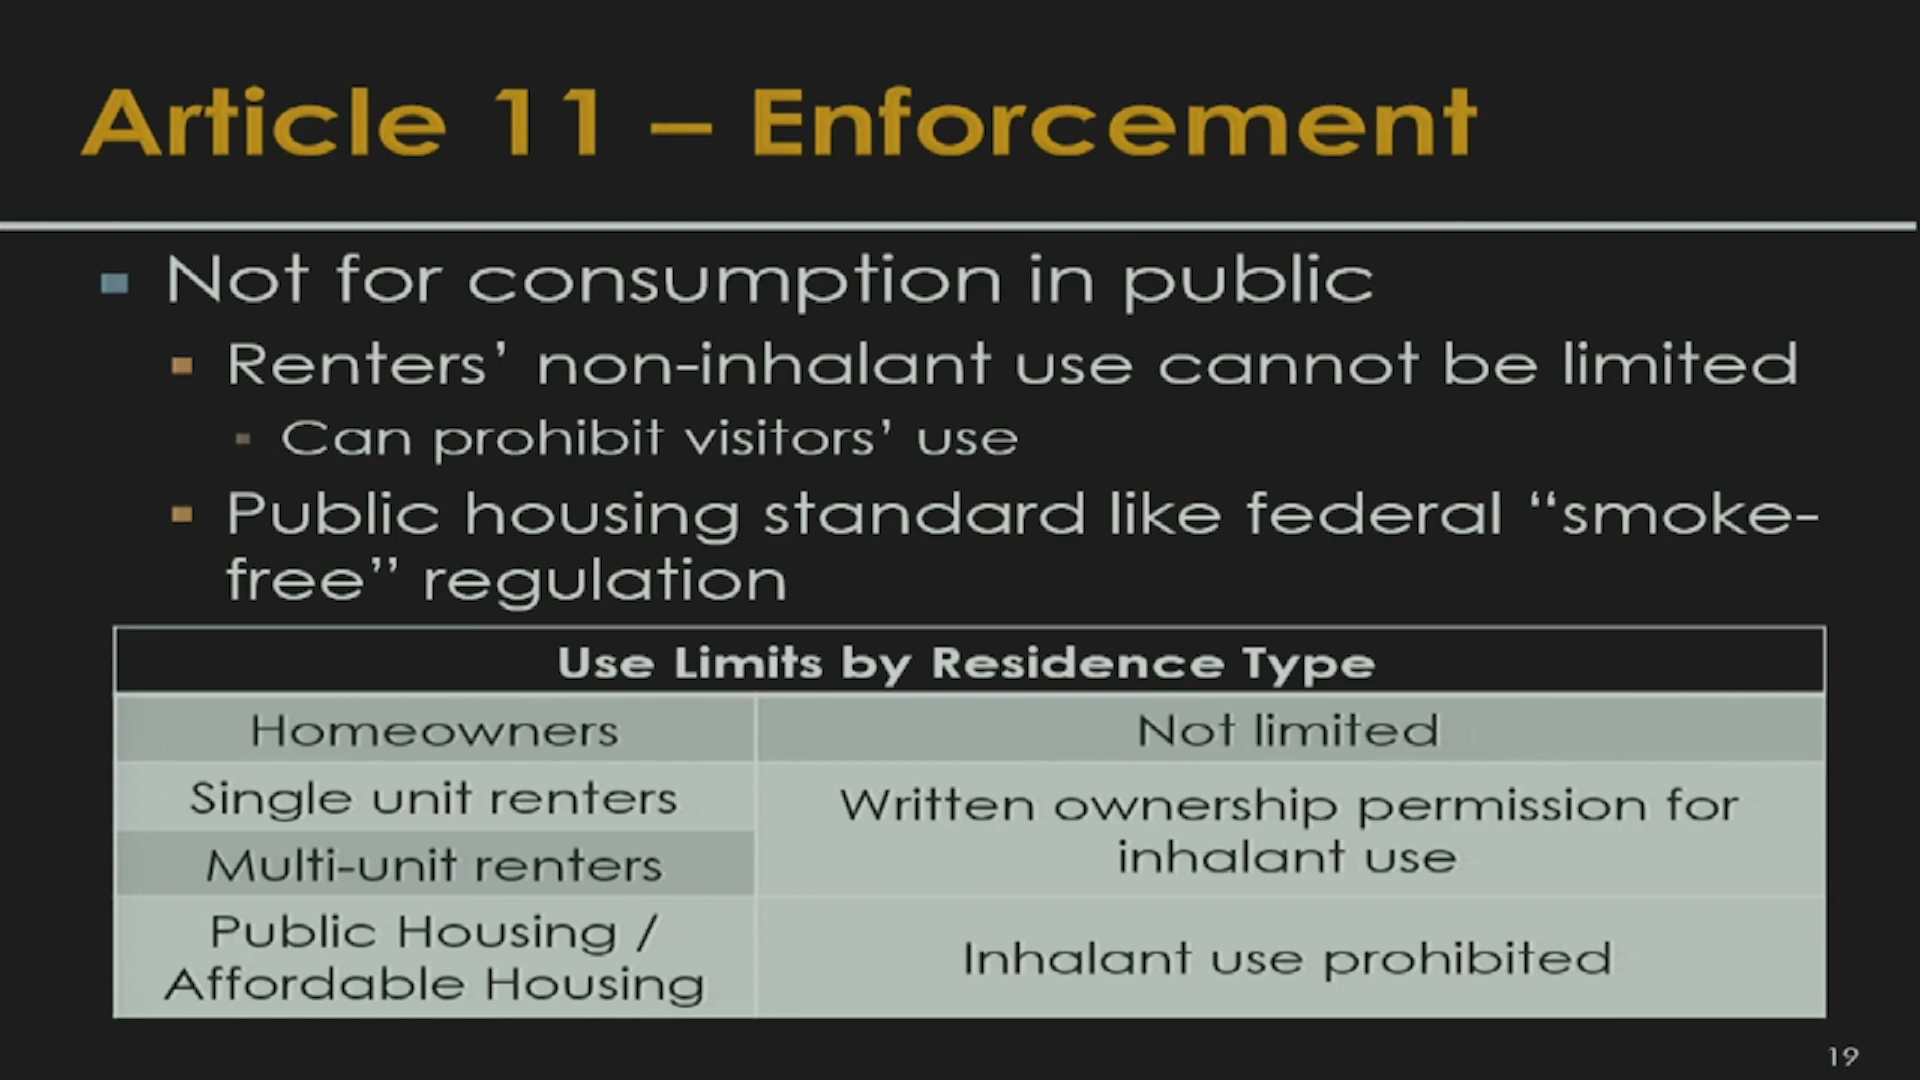 Article 11 – Enforcement
Not for consumption in public
Renters’ non-inhalant use cannot be limited
Can prohibit visitors’ use
Public housing standard like federal “smoke-
free” regulation
Use Limits by Residence Type
Homeowners
Not limited
Single unit renters
Multi-unit renters
Written ownership permission for
inhalant use
Public Housing /
Affordable Housing
Inhalant use prohibited
19